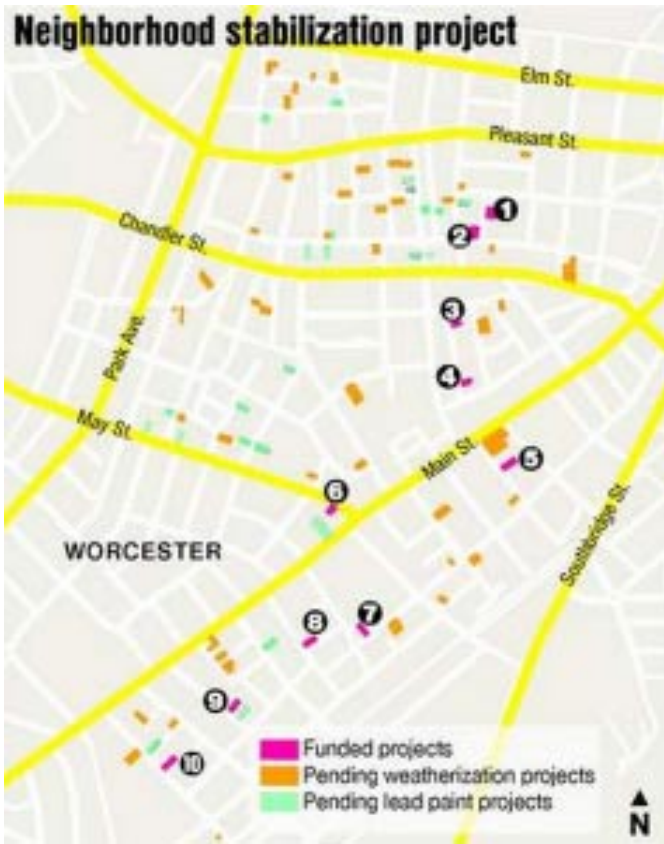 Neighborhood stabilization project
Elm St.
Pleasant St.
1
2
Chandler St.
3
Park Ave.
4
May St.
Main St.
5
6
Southbridge St.
WORCESTER
7
8
9
10
Funded projects
Pending weatherization projects
Pending lead paint projects
N